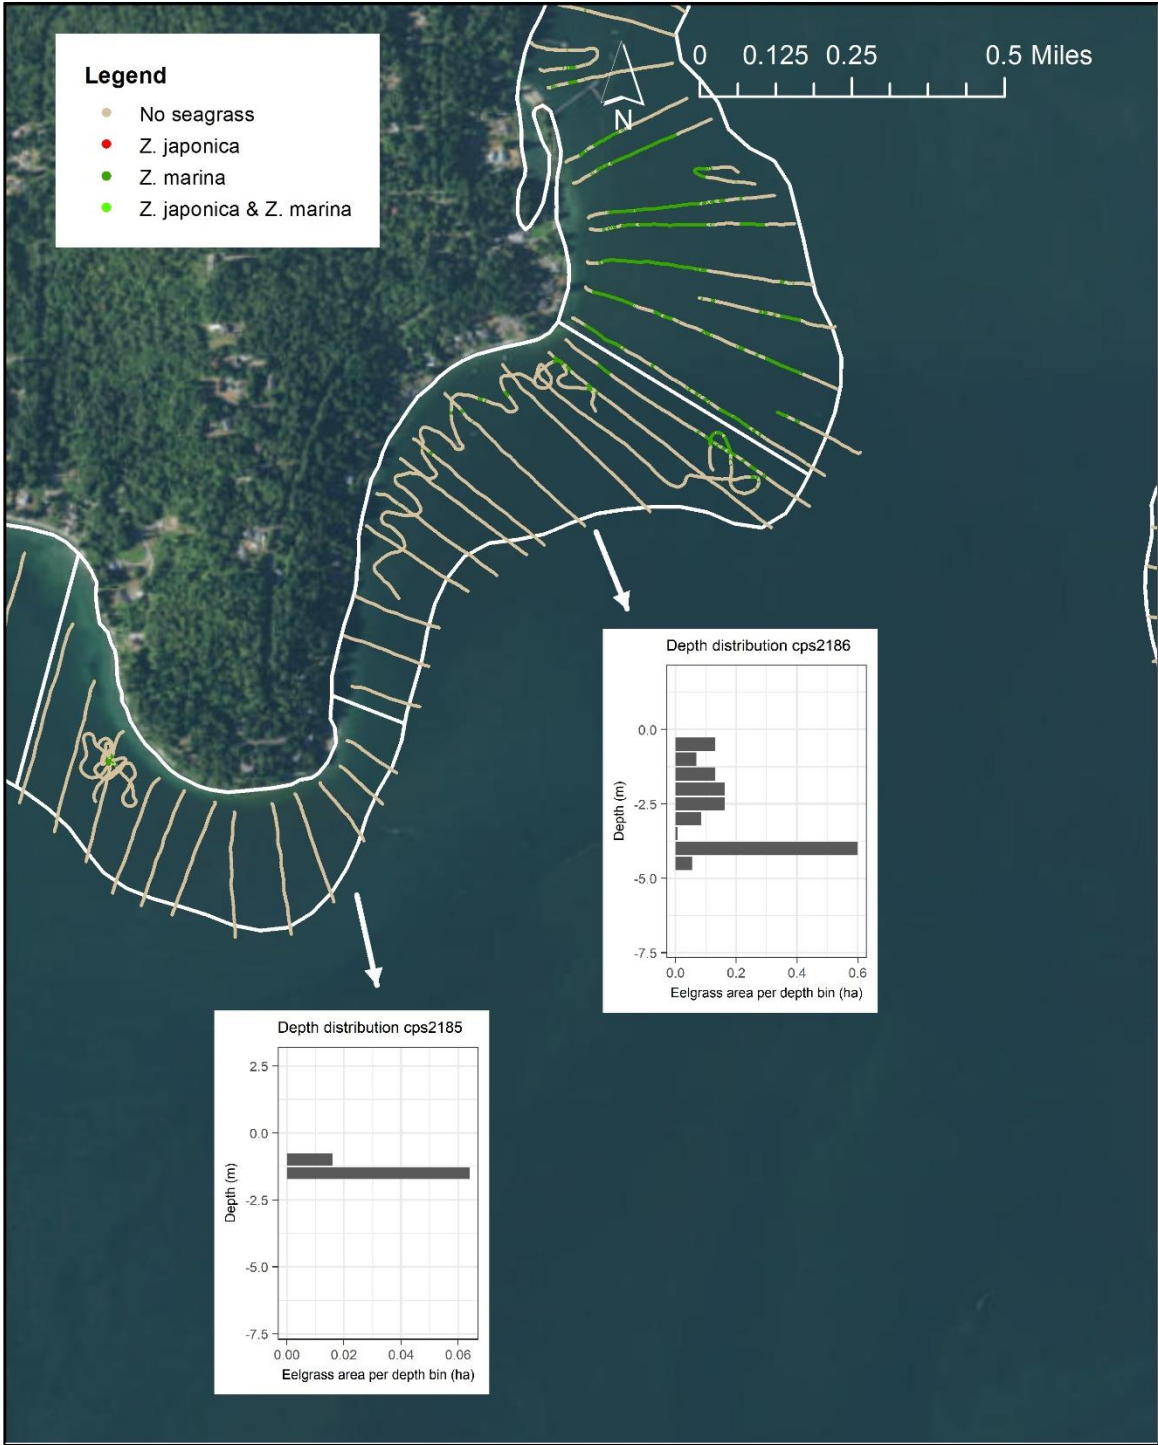 Legend
No seagrass
Z. japonica
Z. marina
Z. japonica & Z. marina
0 0.125 0.25 0.5 Miles
N
Depth distribution cps2186
Depth (m)
0.0
-2.5
-5.0
-7.5
0.0 0.2 0.4 0.6
Eelgrass area per depth bin (ha)
Depth distribution cps2185
Depth (m)
2.5
0.0
-2.5
-5.0
-7.5
0.00 0.02 0.04 0.06
Eelgrass area per depth bin (ha)